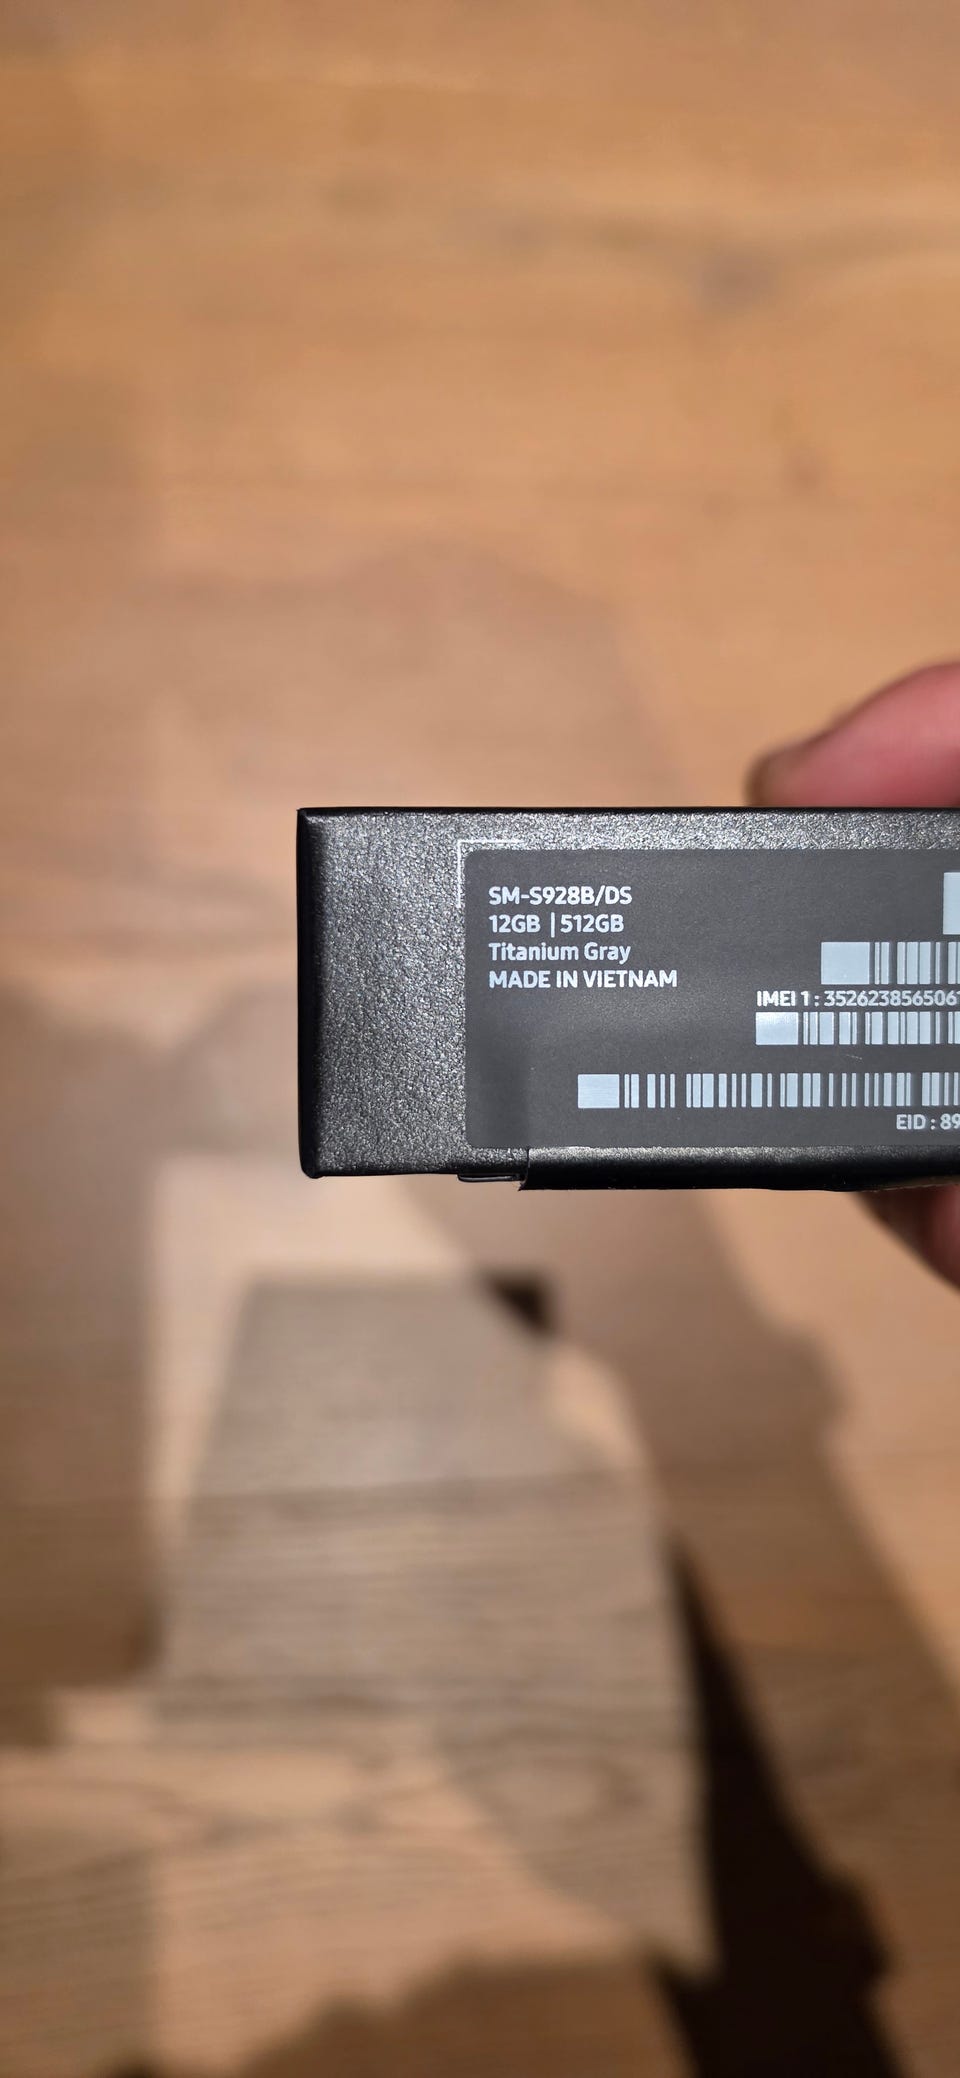 SM-S928B/DS
12GB | 512GB
Titanium Gray
MADE IN VIETNAM
IMEI 1 : 352623856506
EID : 89